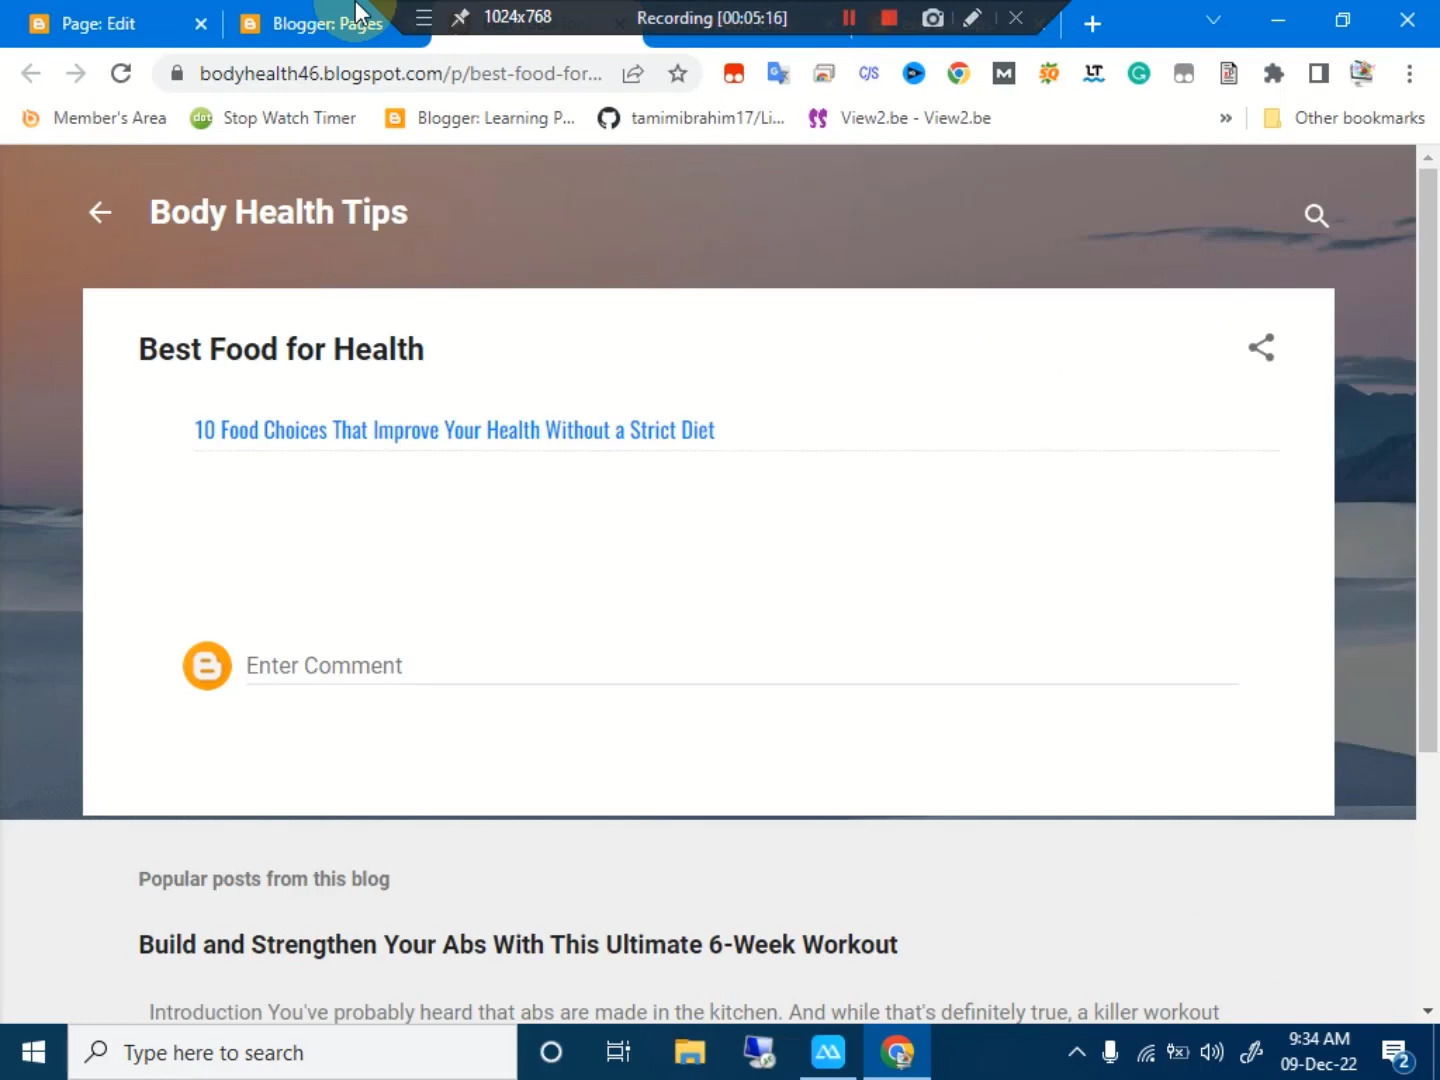 Page: Edit
Blogger: Pages
1024x768
Recording [00:05:16]
bodyhealth46.blogspot.com/p/best-food-for...
Member's Area
Stop Watch Timer
Blogger: Learning P...
tamimibrahim17/Li...
View2.be - View2.be
Other bookmarks
Body Health Tips
Best Food for Health
10 Food Choices That Improve Your Health Without a Strict Diet
Enter Comment
Popular posts from this blog
Build and Strengthen Your Abs With This Ultimate 6-Week Workout
Introduction You've probably heard that abs are made in the kitchen. And while that's definitely true, a killer workout
Type here to search
9:34 AM
09-Dec-22
2